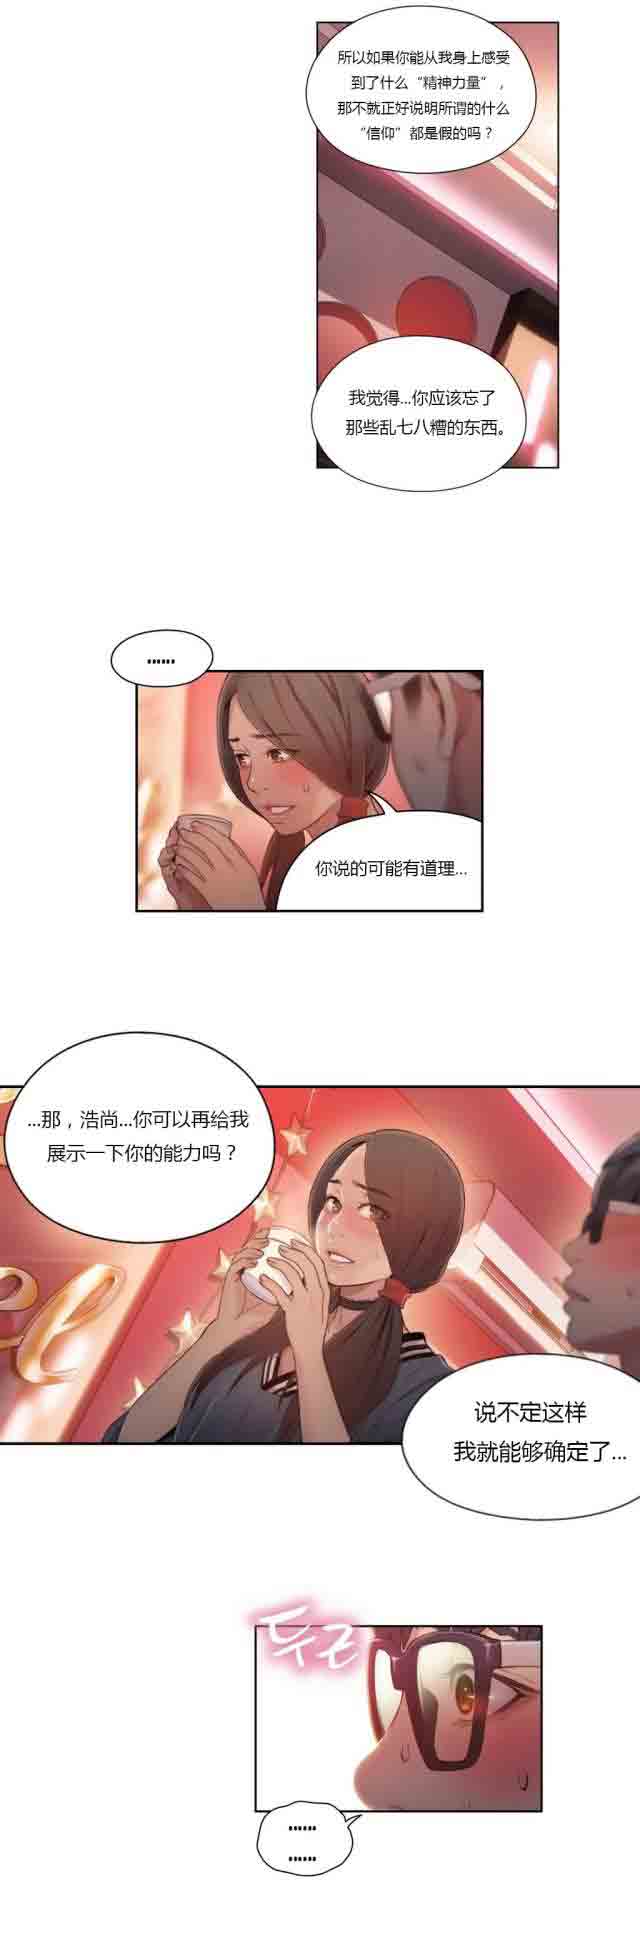 所以如果你能从我身上感受
到了什么“精神力量”，
那不就正好说明所谓的什么
“信仰”都是假的吗？
我觉得...你应该忘了
那些乱七八糟的东西。
......
你说的可能有道理...
...那，浩尚...你可以再给我
展示一下你的能力吗？
说不定这样
我就能够确定了...
두근
......
......